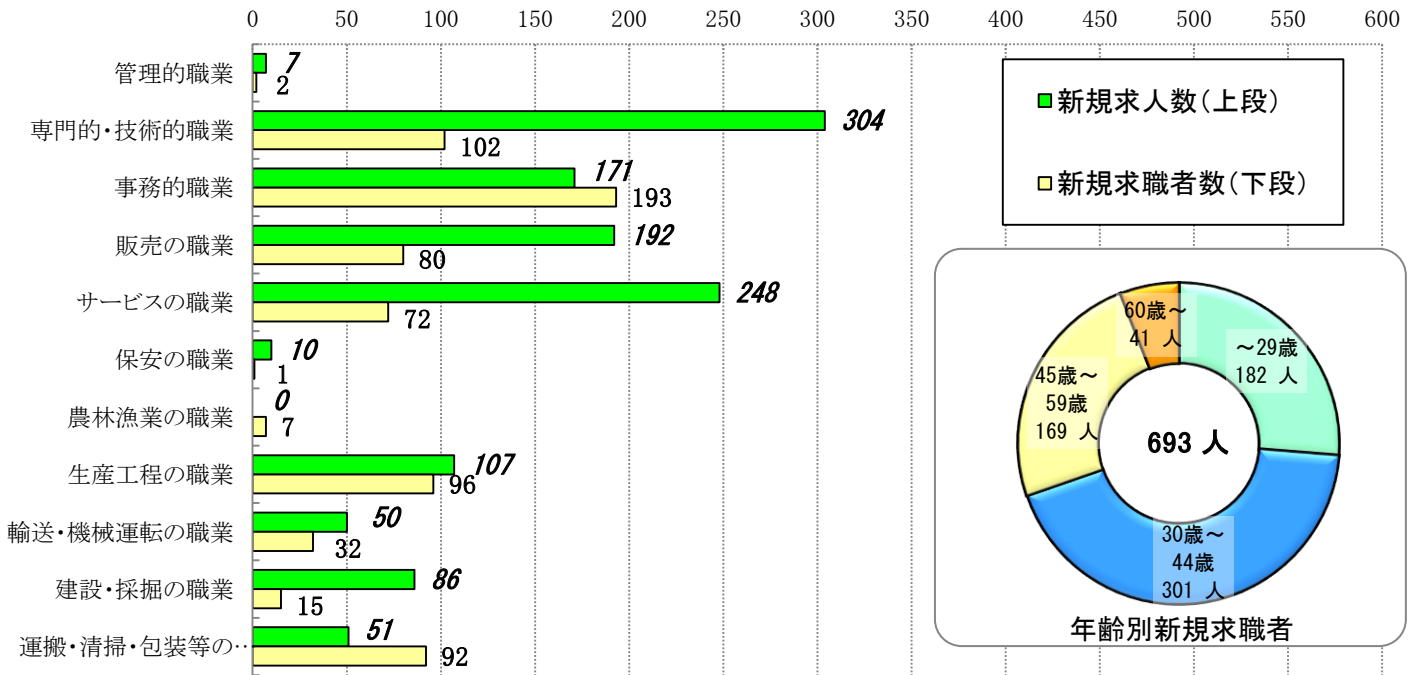 0 50 100 150 200 250 300 350 400 450 500 550 600
管理的職業
7
2
専門的・技術的職業
304
102
事務的職業
171
193
販売の職業
192
80
サービスの職業
248
72
保安の職業
10
1
農林漁業の職業
0
7
生産工程の職業
107
96
輸送・機械運転の職業
50
32
建設・採掘の職業
86
15
運搬・清掃・包装等の…
51
92
新規求人数(上段)
新規求職者数(下段)
60歳～
41 人
～29歳
182 人
45歳～
59歳
169 人
693 人
30歳～
44歳
301 人
年齢別新規求職者